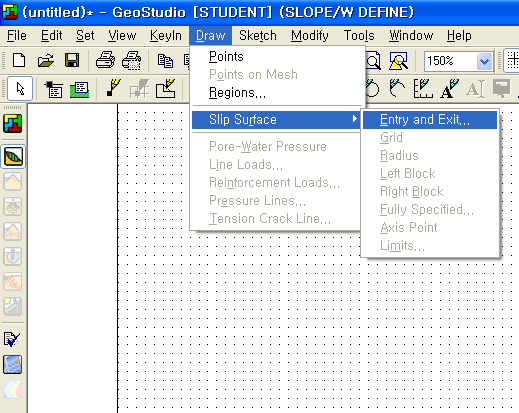 (untitled)* - GeoStudio [STUDENT] (SLOPE/W DEFINE)
File Edit Set View KeyIn Draw Sketch Modify Tools Window Help
150%
Points
Points on Mesh
Regions...
Slip Surface
Pore-Water Pressure
Line Loads...
Reinforcement Loads...
Pressure Lines...
Tension Crack Line...
Entry and Exit...
Grid
Radius
Left Block
Right Block
Fully Specified...
Axis Point
Limits...